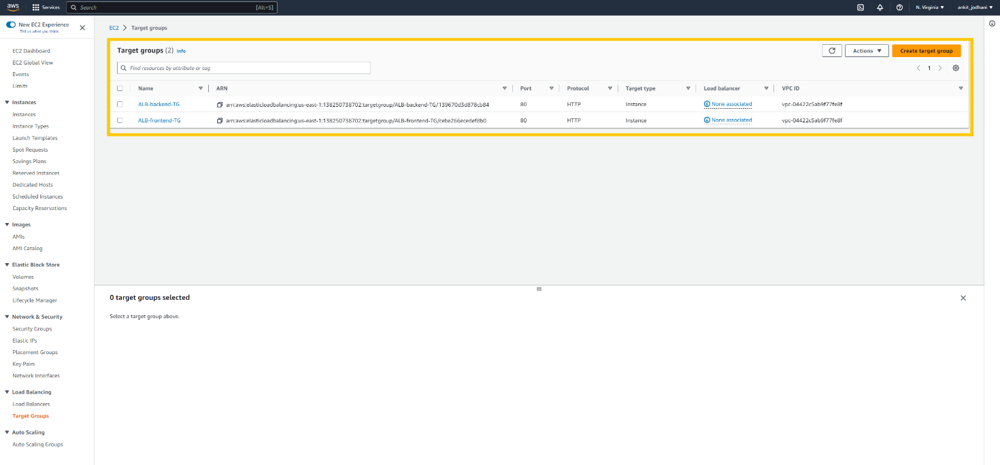 aws Services Search [Alt+S] N. Virginia ankit_jodhani
New EC2 Experience
Tell us what you think
EC2 Dashboard
EC2 Global View
Events
Limits
Instances
Instances
Instance Types
Launch Templates
Spot Requests
Savings Plans
Reserved Instances
Dedicated Hosts
Scheduled Instances
Capacity Reservations
Images
AMIs
AMI Catalog
Elastic Block Store
Volumes
Snapshots
Lifecycle Manager
Network & Security
Security Groups
Elastic IPs
Placement Groups
Key Pairs
Network Interfaces
Load Balancing
Load Balancers
Target Groups
Auto Scaling
Auto Scaling Groups
EC2 Target groups
Target groups (2) Info Actions Create target group
Find resources by attribute or tag 1
Name ARN Port Protocol Target type Load balancer VPC ID
ALB-backend-TG arn:aws:elasticloadbalancing:us-east-1:138250738702:targetgroup/ALB-backend-TG/139670d3d878cb84 80 HTTP Instance None associated vpc-04422c5ab9f77fe8f
ALB-frontend-TG arn:aws:elasticloadbalancing:us-east-1:138250738702:targetgroup/ALB-frontend-TG/cebe266ecedef8b0 80 HTTP Instance None associated vpc-04422c5ab9f77fe8f
0 target groups selected
Select a target group above.